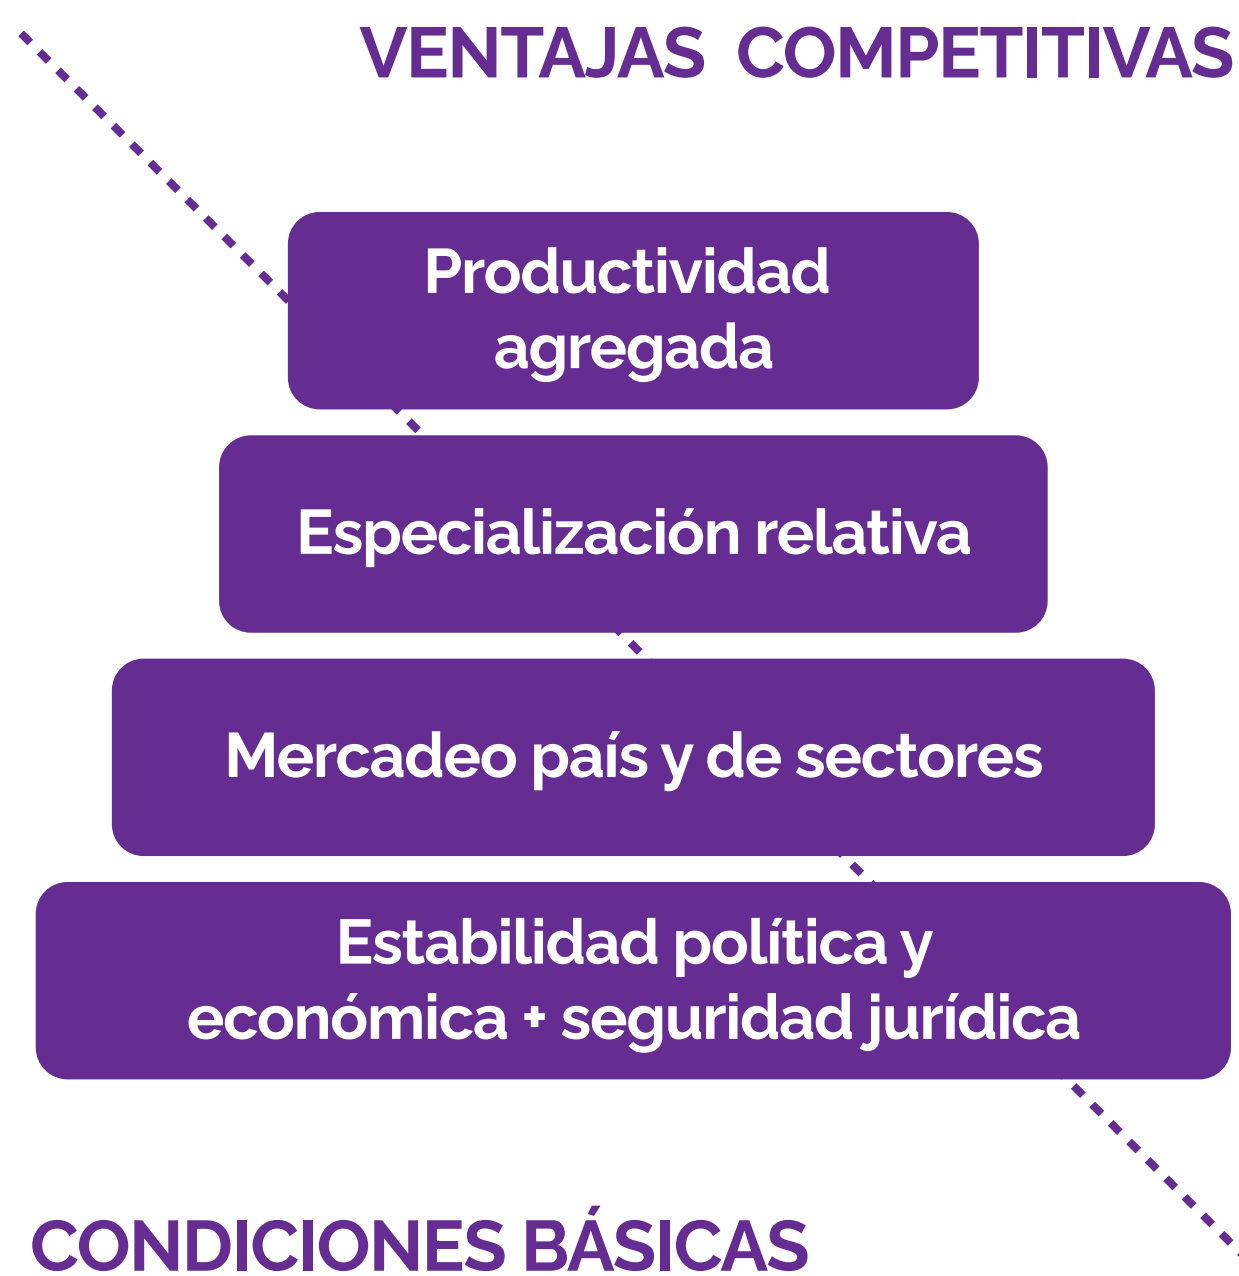 VENTAJAS COMPETITIVAS
Productividad
agregada
Especialización relativa
Mercadeo país y de sectores
Estabilidad política y
económica + seguridad jurídica
CONDICIONES BÁSICAS